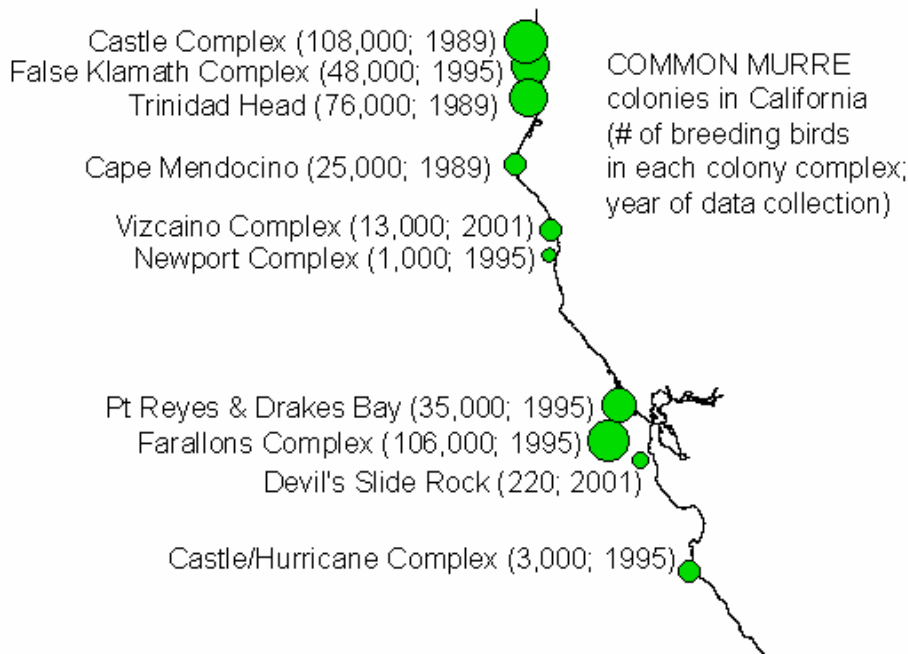 Castle Complex (108,000; 1989)
False Klamath Complex (48,000; 1995)
Trinidad Head (76,000; 1989)
COMMON MURRE
colonies in California
(# of breeding birds
in each colony complex;
year of data collection)
Cape Mendocino (25,000; 1989)
Vizcaino Complex (13,000; 2001)
Newport Complex (1,000; 1995)
Pt Reyes & Drakes Bay (35,000; 1995)
Farallons Complex (106,000; 1995)
Devil's Slide Rock (220; 2001)
Castle/Hurricane Complex (3,000; 1995)